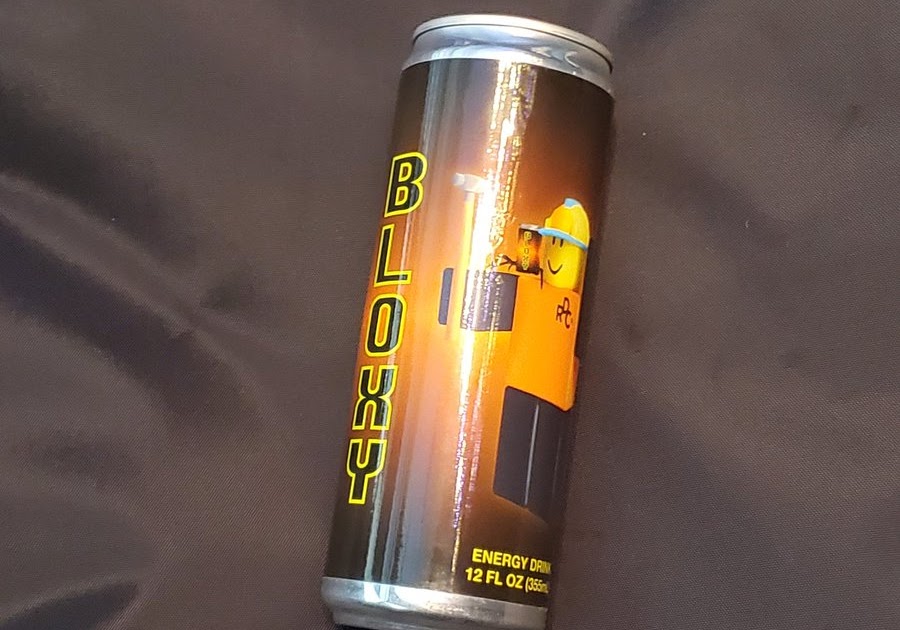 BLOXY
ENERGY DRINK
12 FL OZ (355mL